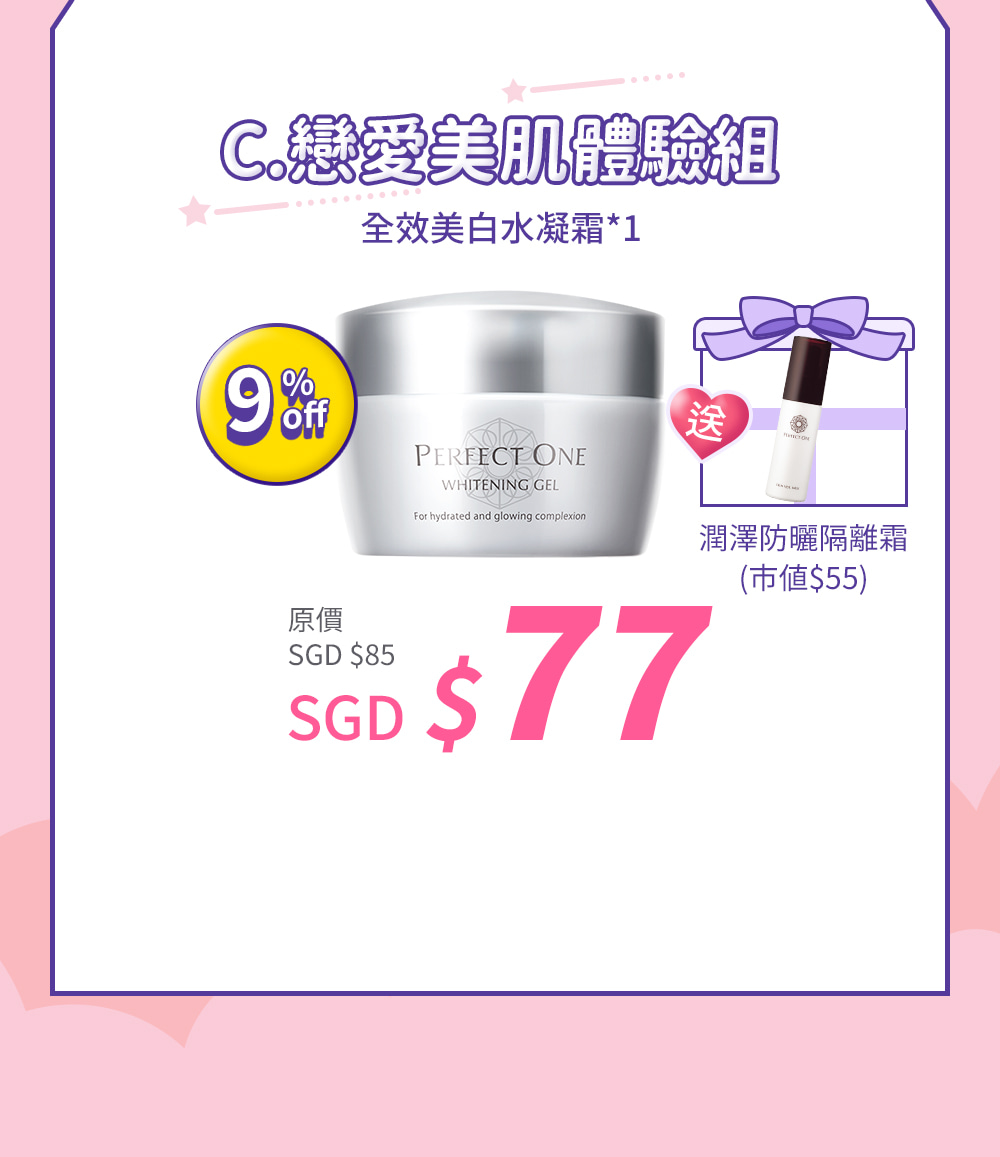 C.戀愛美肌體驗組
全效美白水凝霜*1
9% off
PERFECT ONE
WHITENING GEL
For hydrated and glowing complexion
送
PERFECT ONE
潤澤防曬隔離霜
(市值$55)
原價
SGD $85
SGD $77